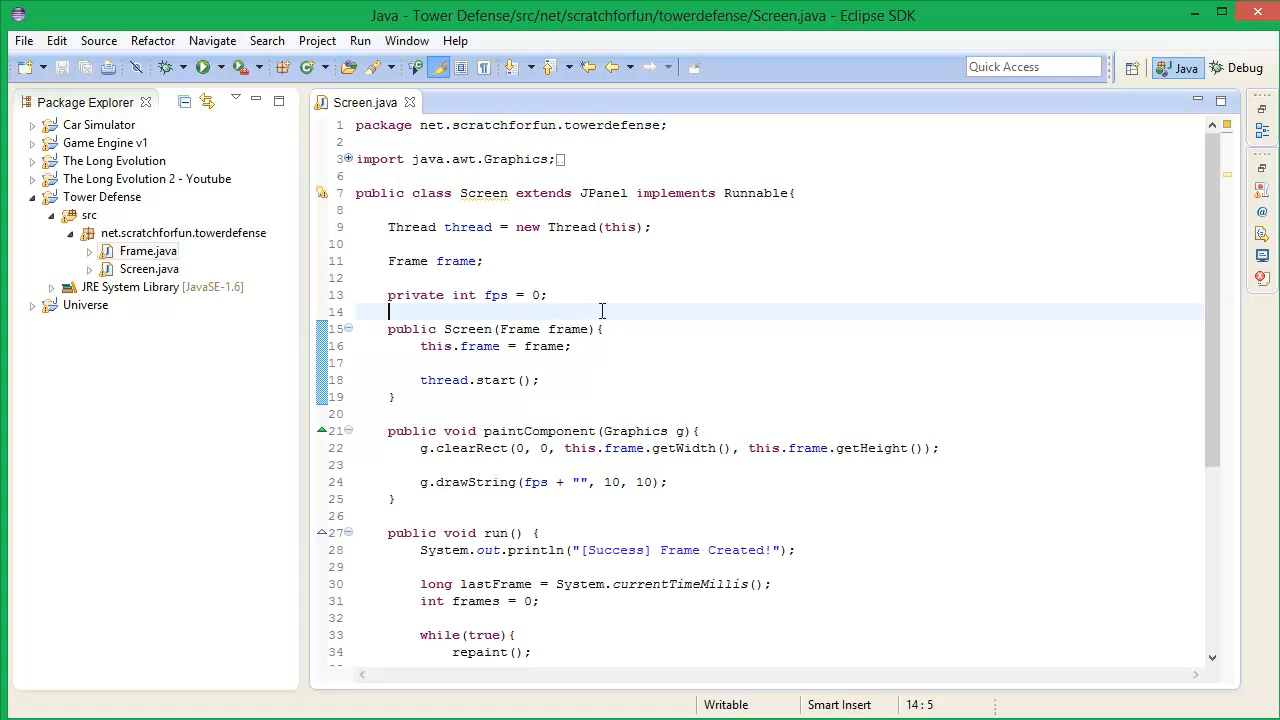 Java - Tower Defense/src/net/scratchforfun/towerdefense/Screen.java - Eclipse SDK
File Edit Source Refactor Navigate Search Project Run Window Help
Quick Access
Java
Debug
Package Explorer
Car Simulator
Game Engine v1
The Long Evolution
The Long Evolution 2 - Youtube
Tower Defense
src
net.scratchforfun.towerdefense
Frame.java
Screen.java
JRE System Library [JavaSE-1.6]
Universe
Screen.java
1 package net.scratchforfun.towerdefense;
2
3 import java.awt.Graphics;
6
7 public class Screen extends JPanel implements Runnable{
8
9 Thread thread = new Thread(this);
10
11 Frame frame;
12
13 private int fps = 0;
14
15 public Screen(Frame frame){
16 this.frame = frame;
17
18 thread.start();
19 }
20
21 public void paintComponent(Graphics g){
22 g.clearRect(0, 0, this.frame.getWidth(), this.frame.getHeight());
23
24 g.drawString(fps + "", 10, 10);
25 }
26
27 public void run() {
28 System.out.println("[Success] Frame Created!");
29
30 long lastFrame = System.currentTimeMillis();
31 int frames = 0;
32
33 while(true){
34 repaint();
Writable
Smart Insert
14 : 5